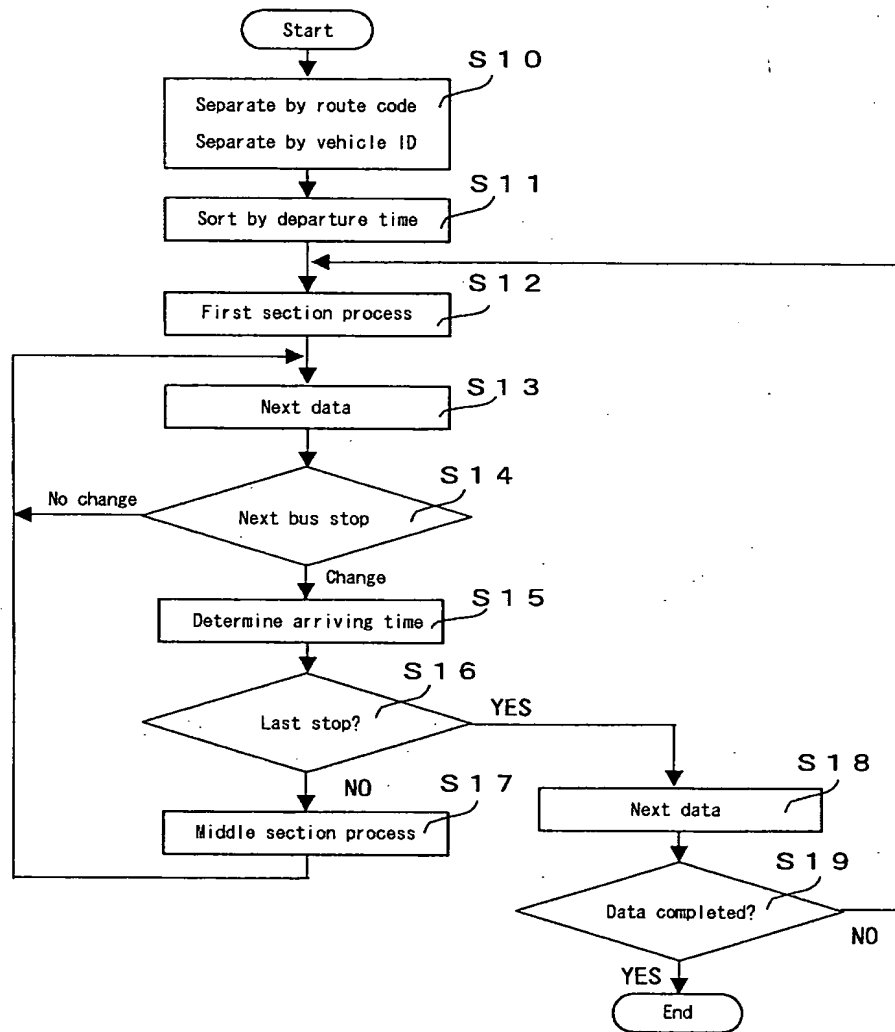 Start
S10
Separate by route code
Separate by vehicle ID
S11
Sort by departure time
S12
First section process
S13
Next data
S14
No change
Next bus stop
Change
S15
Determine arriving time
S16
Last stop?
YES
NO
S17
Middle section process
S18
Next data
S19
Data completed?
NO
YES
End